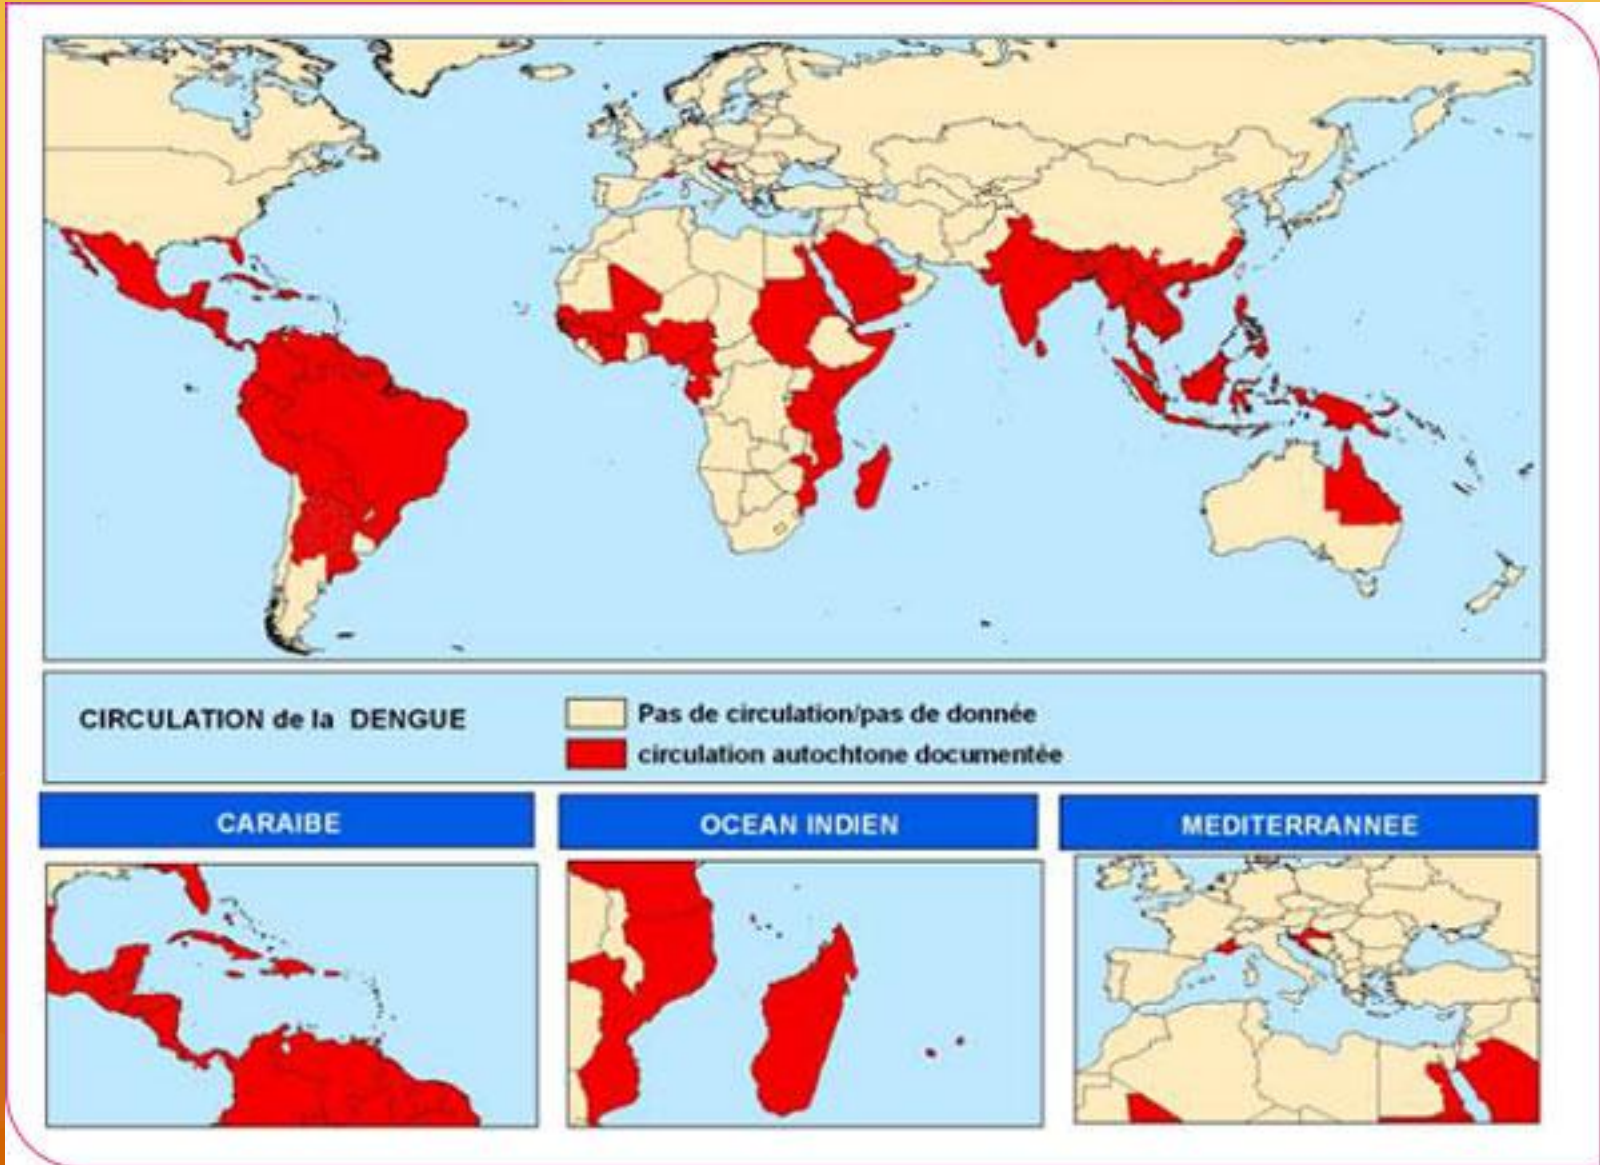 CIRCULATION de la DENGUE
Pas de circulation/pas de donnée
circulation autochtone documentée
CARAIBE
OCEAN INDIEN
MEDITERRANNEE